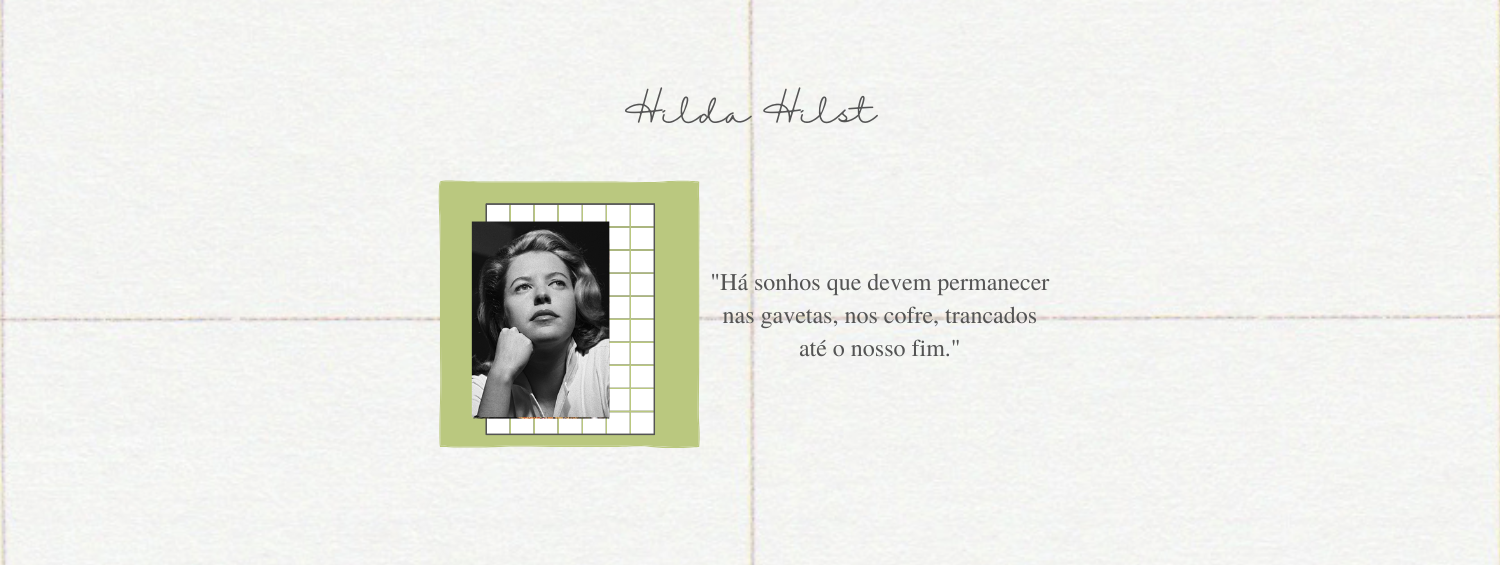 Hilda Hilst
"Há sonhos que devem permanecer
nas gavetas, nos cofre, trancados
até o nosso fim."